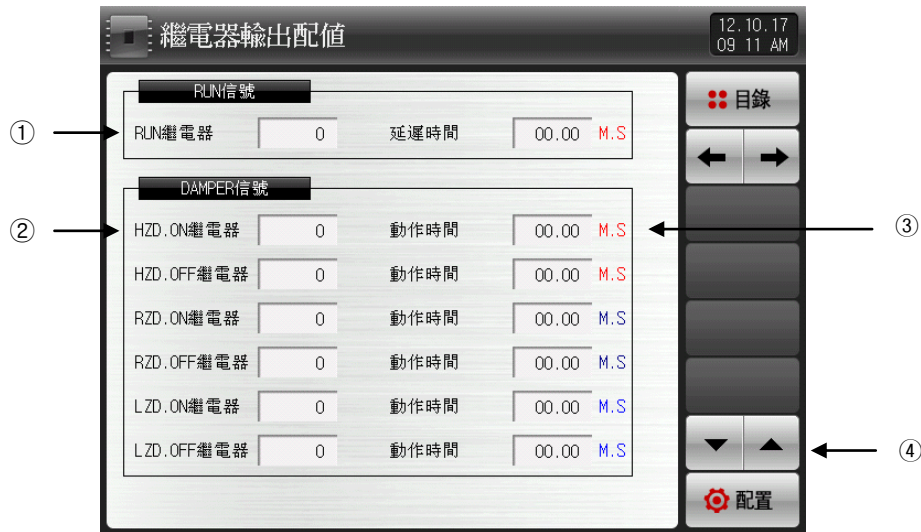 繼電器輸出配值
12.10.17
09 11 AM
RUN信號
① RUN繼電器 0 延遲時間 00.00 M.S
DAMPER信號
② HZD.ON繼電器 0 動作時間 00.00 M.S ③
HZD.OFF繼電器 0 動作時間 00.00 M.S
RZD.ON繼電器 0 動作時間 00.00 M.S
RZD.OFF繼電器 0 動作時間 00.00 M.S
LZD.ON繼電器 0 動作時間 00.00 M.S
LZD.OFF繼電器 0 動作時間 00.00 M.S
目錄
④
配置